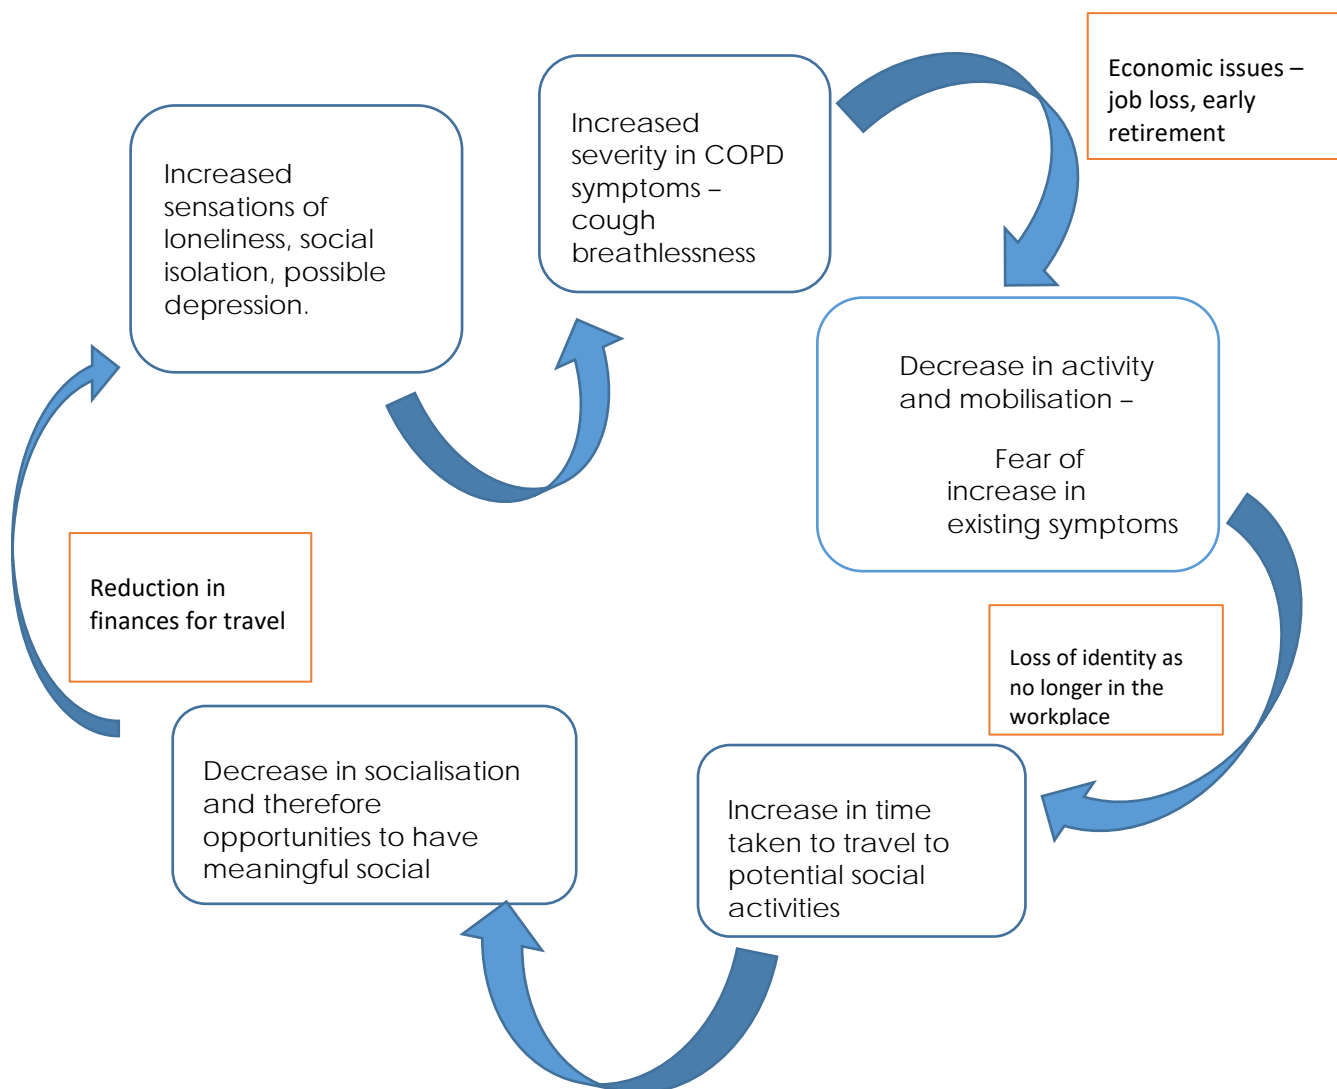 Increased
severity in COPD
symptoms –
cough
breathlessness
Economic issues –
job loss, early
retirement
Decrease in activity
and mobilisation –
Fear of
increase in
existing symptoms
Loss of identity as
no longer in the
workplace
Increase in time
taken to travel to
potential social
activities
Decrease in socialisation
and therefore
opportunities to have
meaningful social
Reduction in
finances for travel
Increased
sensations of
loneliness, social
isolation, possible
depression.